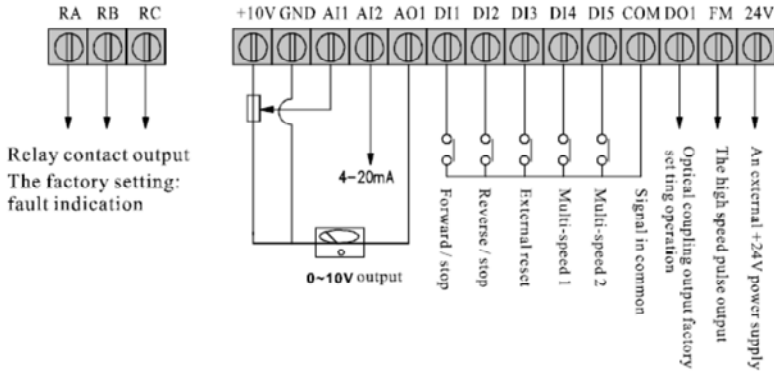 RA RB RC
+10V GND AI1 AI2 AO1 DI1 DI2 DI3 DI4 DI5 COM DO1 FM 24V
Relay contact output
The factory setting:
fault indication
4-20mA
0~10V output
Forward / stop
Reverse / stop
External reset
Multi-speed 1
Multi-speed 2
Signal in common
Optical coupling output factory
set ting operation
The high speed pulse output
An external +24V power supply